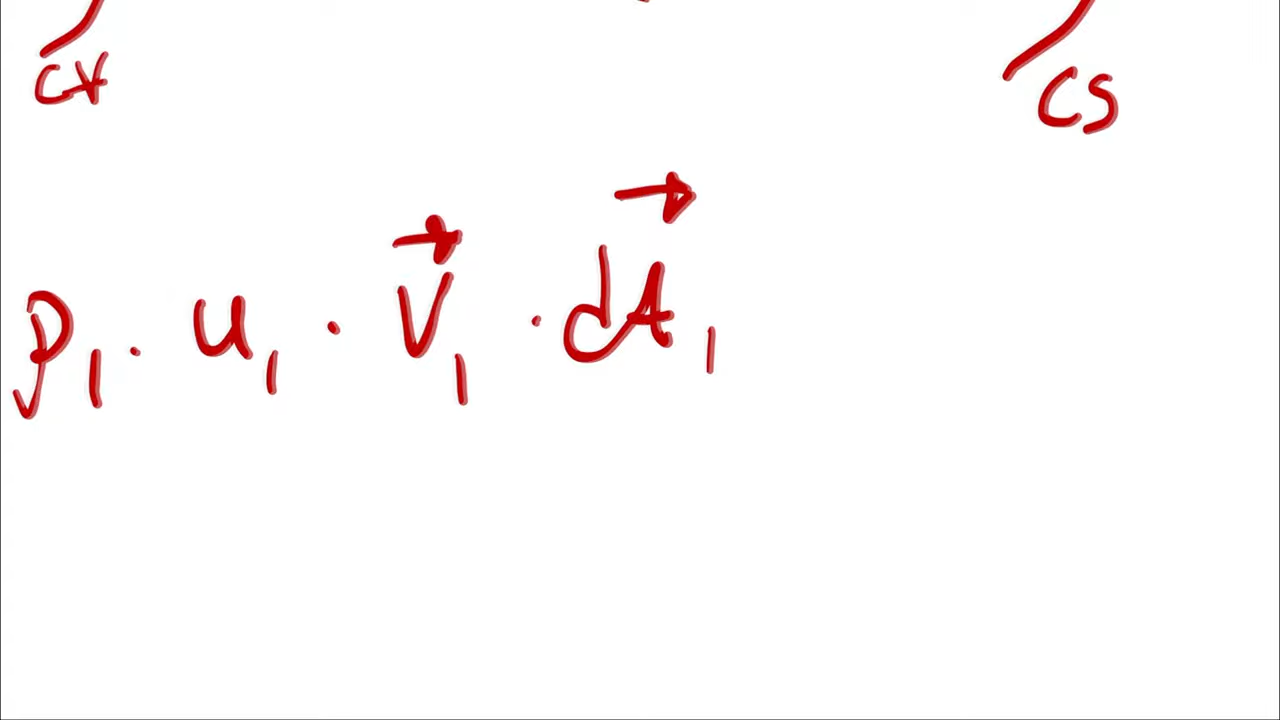 ∫CV ∫CS
ρ₁ · u₁ · V⃗₁ · dA⃗₁